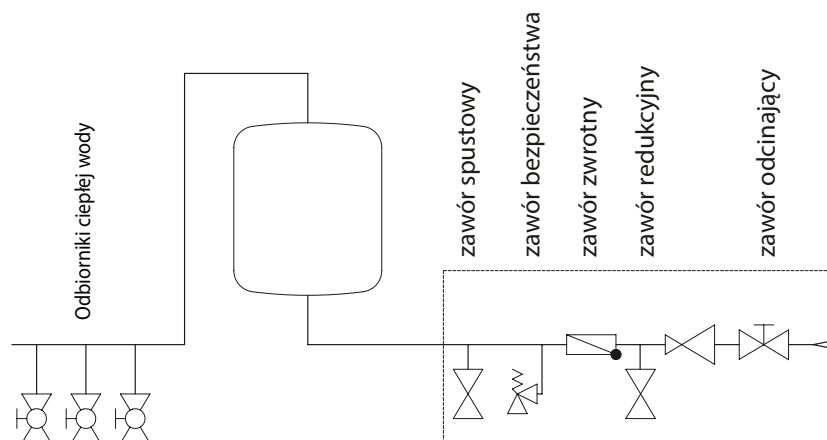 Odbiorniki ciepłej wody
zawór spustowy
zawór bezpieczeństwa
zawór zwrotny
zawór redukcyjny
zawór odcinający